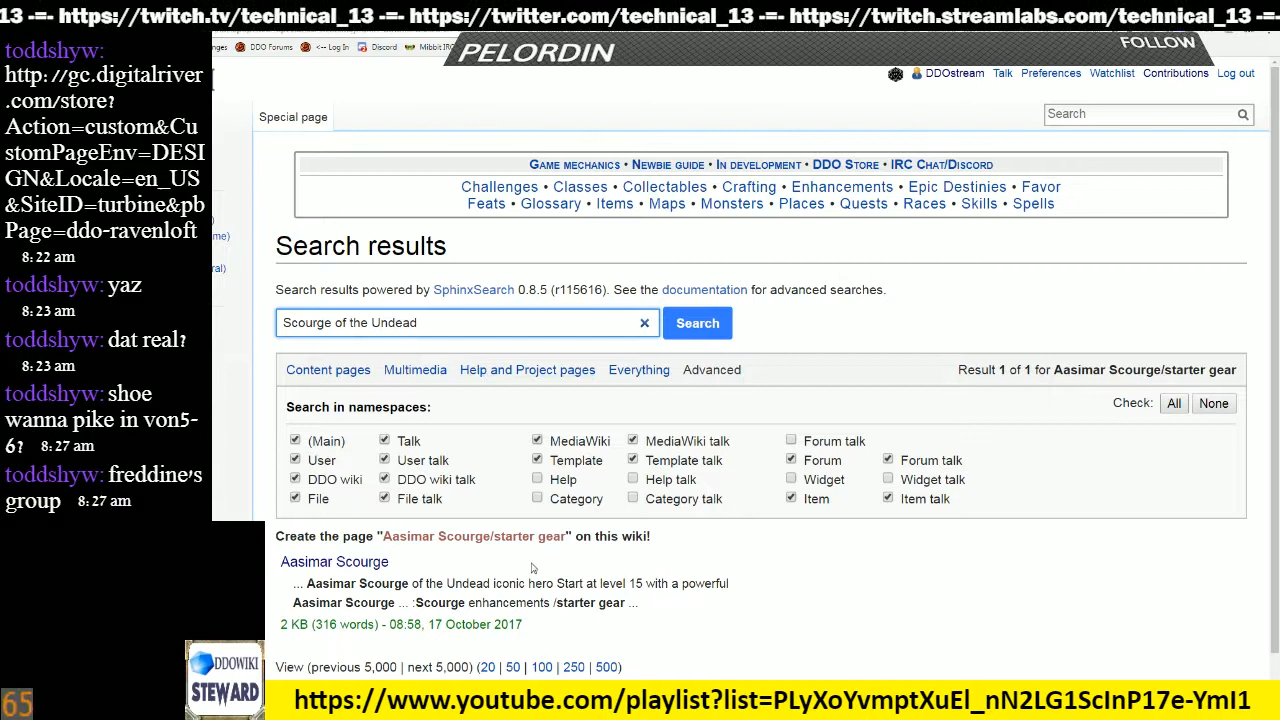 13 -=- https://twitch.tv/technical_13 -=- https://twitter.com/technical_13 -=- https://twitch.streamlabs.com/technical_13 -=-
toddshyw:
http://gc.digitalriver
.com/store?
Action=custom&Cu
stomPageEnv=DESI
GN&Locale=en_US
&SiteID=turbine&pb
Page=ddo-ravenloft
8:22 am
toddshyw: yaz
8:23 am
toddshyw: dat real?
8:23 am
toddshyw: shoe
wanna pike in von5-
6? 8:27 am
toddshyw: freddine's
group 8:27 am
nges DDO Forums <-- Log In Discord Mibbit IRC
PELORDIN
FOLLOW
DDOstream Talk Preferences Watchlist Contributions Log out
Special page
Search
Game mechanics • Newbie guide • In development • DDO Store • IRC Chat/Discord
Challenges • Classes • Collectables • Crafting • Enhancements • Epic Destinies • Favor
Feats • Glossary • Items • Maps • Monsters • Places • Quests • Races • Skills • Spells
me)
ral)
Search results
Search results powered by SphinxSearch 0.8.5 (r115616). See the documentation for advanced searches.
Scourge of the Undead × Search
Content pages Multimedia Help and Project pages Everything Advanced Result 1 of 1 for Aasimar Scourge/starter gear
Search in namespaces: Check: All None
(Main) Talk MediaWiki MediaWiki talk Forum talk
User User talk Template Template talk Forum Forum talk
DDO wiki DDO wiki talk Help Help talk Widget Widget talk
File File talk Category Category talk Item Item talk
Create the page "Aasimar Scourge/starter gear" on this wiki!
Aasimar Scourge
... Aasimar Scourge of the Undead iconic hero Start at level 15 with a powerful
Aasimar Scourge ... :Scourge enhancements /starter gear ...
2 KB (316 words) - 08:58, 17 October 2017
View (previous 5,000 | next 5,000) (20 | 50 | 100 | 250 | 500)
DDOWIKI
STEWARD
65
https://www.youtube.com/playlist?list=PLyXoYvmptXuEl_nN2LG1ScInP17e-YmI1